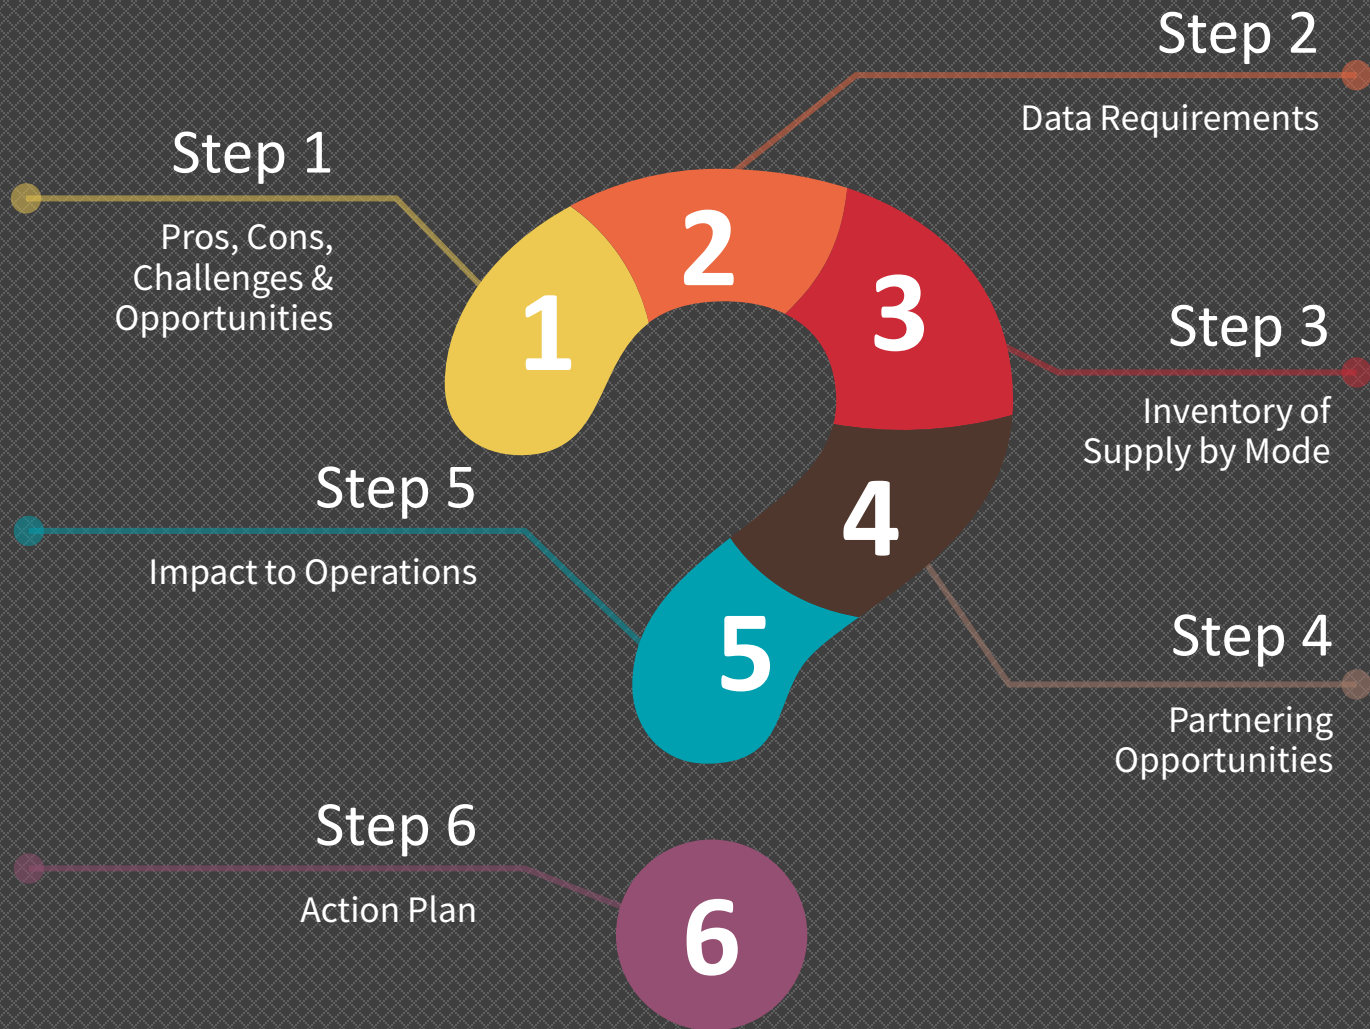 Step 1
Pros, Cons,
Challenges &
Opportunities
Step 2
Data Requirements
Step 3
Inventory of
Supply by Mode
Step 4
Partnering
Opportunities
Step 5
Impact to Operations
Step 6
Action Plan
1
2
3
4
5
6